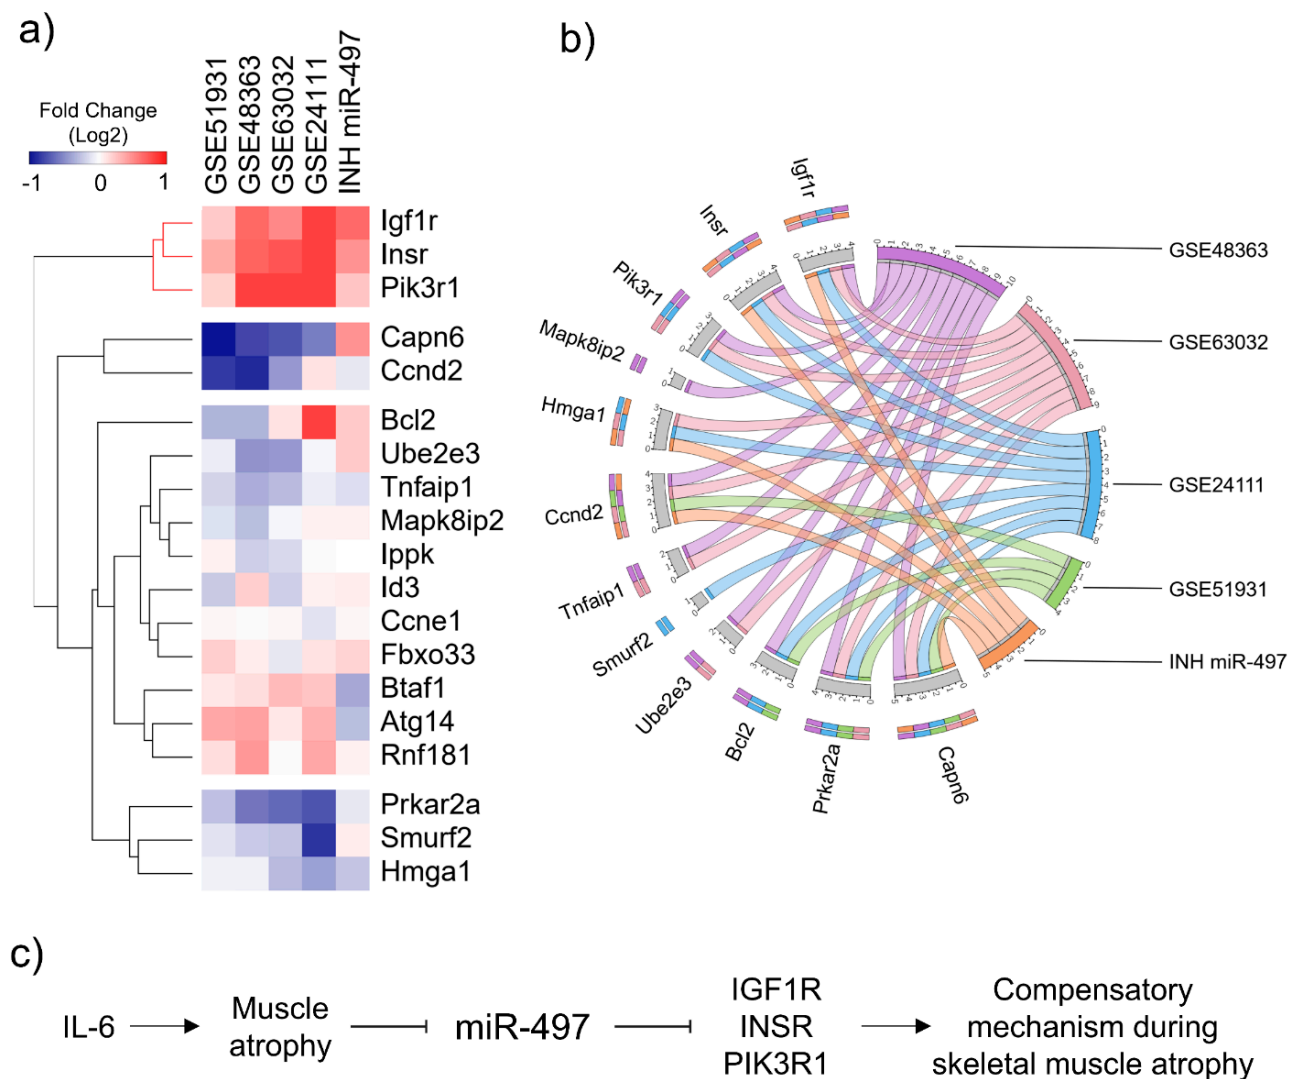 a)
Fold Change
(Log2)
-1 0 1
GSE51931
GSE48363
GSE63032
GSE24111
INH miR-497
Igf1r
Insr
Pik3r1
Capn6
Ccnd2
Bcl2
Ube2e3
Tnfaip1
Mapk8ip2
Ippk
Id3
Ccne1
Fbxo33
Btaf1
Atg14
Rnf181
Prkar2a
Smurf2
Hmga1
b)
Igf1r
Insr
Pik3r1
Mapk8ip2
Hmga1
Ccnd2
Tnfaip1
Smurf2
Ube2e3
Bcl2
Prkar2a
Capn6
GSE48363
GSE63032
GSE24111
GSE51931
INH miR-497
c)
IL-6
Muscle
atrophy
miR-497
IGF1R
INSR
PIK3R1
Compensatory
mechanism during
skeletal muscle atrophy